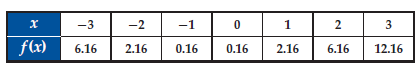 x −3 −2 −1 0 1 2 3
f(x) 6.16 2.16 0.16 0.16 2.16 6.16 12.16